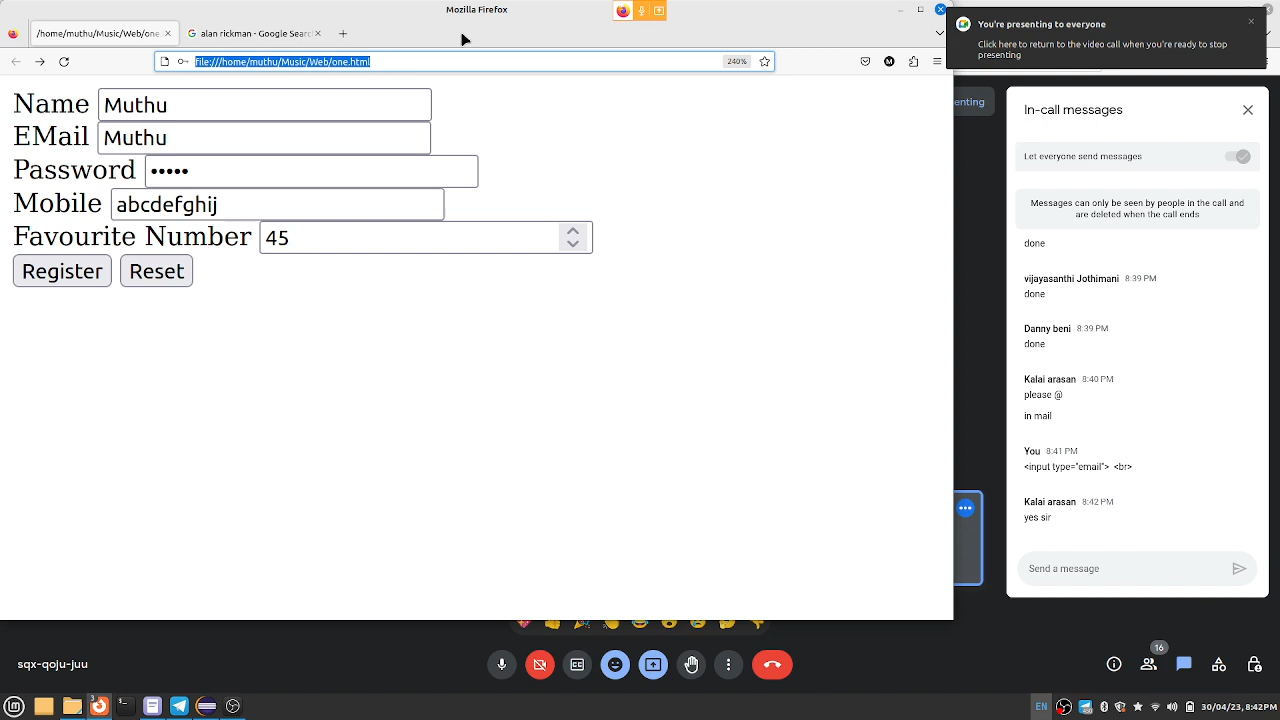 Mozilla Firefox
/home/muthu/Music/Web/one
alan rickman - Google Searc
file:///home/muthu/Music/Web/one.html
240%
M
Name Muthu
EMail Muthu
Password •••••
Mobile abcdefghij
Favourite Number 45
Register Reset
You're presenting to everyone
Click here to return to the video call when you're ready to stop
presenting
enting
In-call messages
Let everyone send messages
Messages can only be seen by people in the call and
are deleted when the call ends
done
vijayasanthi Jothimani 8:39 PM
done
Danny beni 8:39 PM
done
Kalai arasan 8:40 PM
please @
in mail
You 8:41 PM
<input type="email"> <br>
Kalai arasan 8:42 PM
yes sir
Send a message
sqx-qoju-juu
16
3
EN
30/04/23, 8:42PM